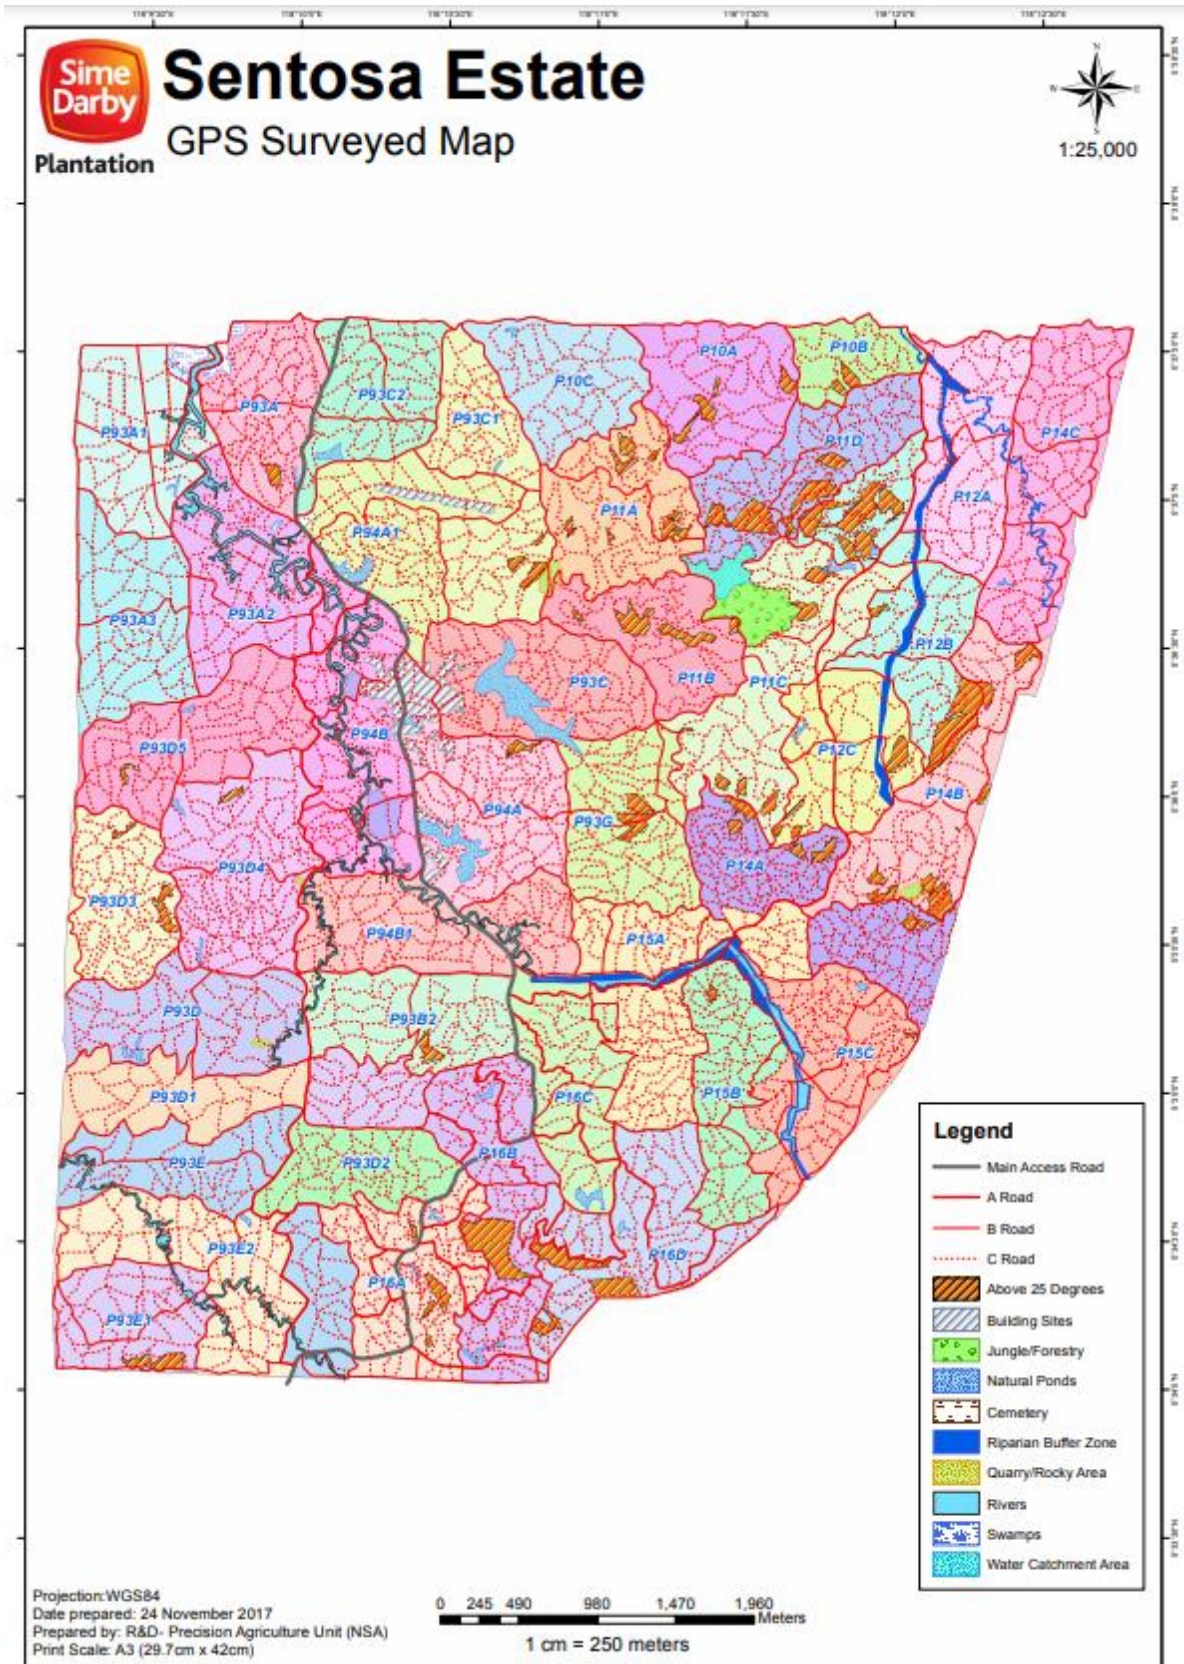 Sime
Darby
Plantation
Sentosa Estate
GPS Surveyed Map
N
W
E
S
1:25,000
P10A
P10B
P10C
P93C2
P93A
P93C1
P93A1
P11D
P14C
P12A
P11A
P94A1
P93A2
P93A3
P12B
P93C
P11B
P11C
P94B
P93D5
P12C
P14B
P94A
P93G
P14A
P93D4
P93D3
P94B1
P15A
P93D
P93B2
P15C
P93D1
P16C
P15B
P93E
P93D2
P16B
P93E2
P16D
P16A
P93E1
Legend
Main Access Road
A Road
B Road
C Road
Above 25 Degrees
Building Sites
Jungle/Forestry
Natural Ponds
Cemetery
Riparian Buffer Zone
Quarry/Rocky Area
Rivers
Swamps
Water Catchment Area
Projection:WGS84
Date prepared: 24 November 2017
Prepared by: R&D- Precision Agriculture Unit (NSA)
Print Scale: A3 (29.7cm x 42cm)
0 245 490 980 1,470 1,960
Meters
1 cm = 250 meters